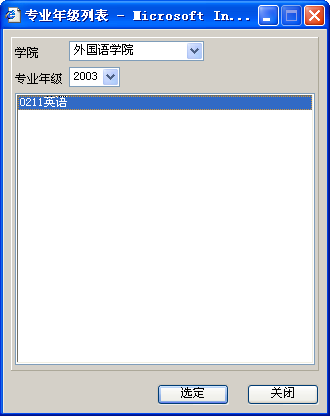 专业年级列表 - Microsoft In...
学院 外国语学院
专业年级 2003
0211英语
选定 关闭